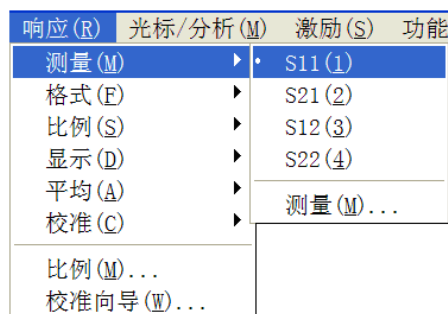 响应(R) 光标/分析(M) 激励(S) 功能
测量(M)
格式(F)
比例(S)
显示(D)
平均(A)
校准(C)
比例(M)...
校准向导(W)...
S11(1)
S21(2)
S12(3)
S22(4)
测量(M)...